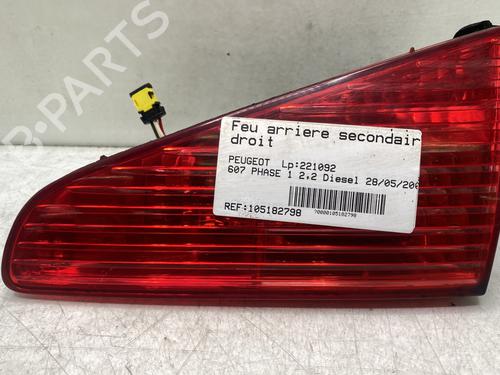 B-PARTS
Feu arriere secondair
droit
PEUGEOT Lp:221092
607 PHASE 1 2.2 Diesel 28/05/200
REF:105182798
7000105182798